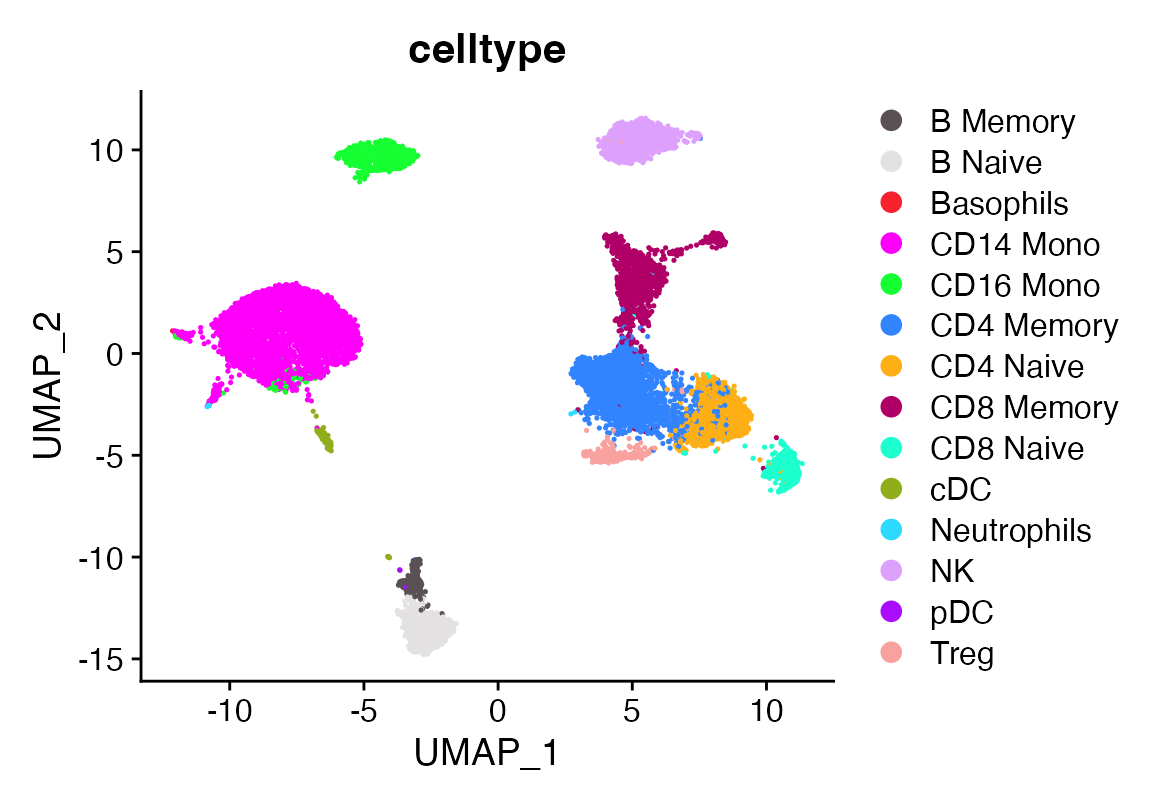 celltype
UMAP_2
10
5
0
-5
-10
-15
-10
-5
0
5
10
UMAP_1
B Memory
B Naive
Basophils
CD14 Mono
CD16 Mono
CD4 Memory
CD4 Naive
CD8 Memory
CD8 Naive
cDC
Neutrophils
NK
pDC
Treg